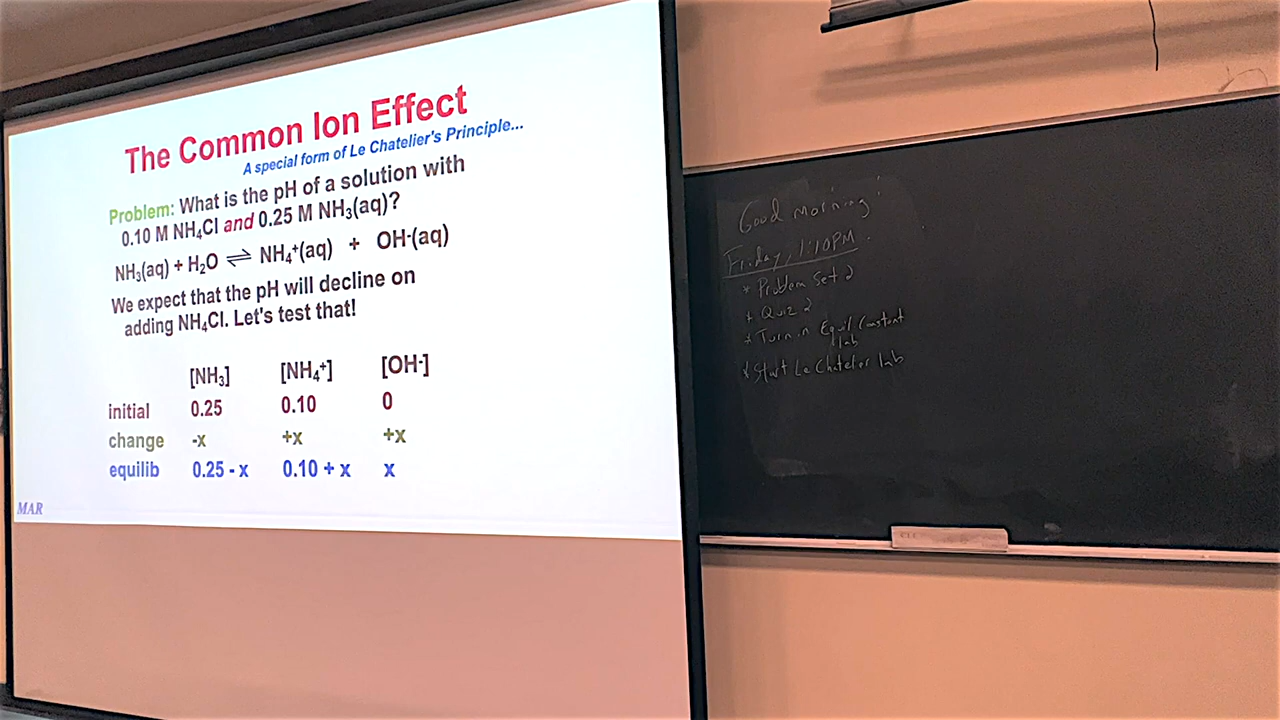 The Common Ion Effect
A special form of Le Chatelier's Principle...
Problem: What is the pH of a solution with
0.10 M NH₄Cl and 0.25 M NH₃(aq)?
NH₃(aq) + H₂O ⇌ NH₄⁺(aq) + OH⁻(aq)
We expect that the pH will decline on
adding NH₄Cl. Let's test that!
[NH₃] [NH₄⁺] [OH⁻]
initial 0.25 0.10 0
change -x +x +x
equilib 0.25 - x 0.10 + x x
MAR
Good morning!
Friday, 1:10PM
* Problem Set 2
* Quiz 2
* Turn in Equil Constant
lab
* Start Le Chatelier lab